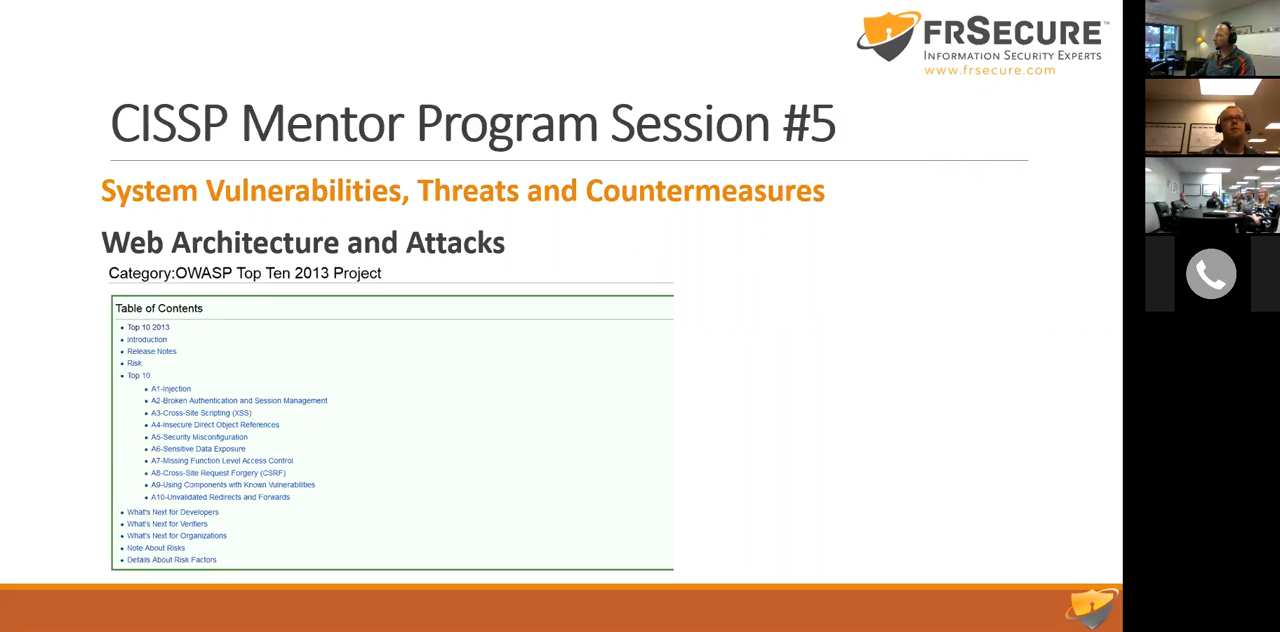 FRSECURE™
INFORMATION SECURITY EXPERTS
www.frsecure.com
CISSP Mentor Program Session #5
System Vulnerabilities, Threats and Countermeasures
Web Architecture and Attacks
Category:OWASP Top Ten 2013 Project
Table of Contents
• Top 10 2013
• Introduction
• Release Notes
• Risk
• Top 10
• A1-Injection
• A2-Broken Authentication and Session Management
• A3-Cross-Site Scripting (XSS)
• A4-Insecure Direct Object References
• A5-Security Misconfiguration
• A6-Sensitive Data Exposure
• A7-Missing Function Level Access Control
• A8-Cross-Site Request Forgery (CSRF)
• A9-Using Components with Known Vulnerabilities
• A10-Unvalidated Redirects and Forwards
• What's Next for Developers
• What's Next for Verifiers
• What's Next for Organizations
• Note About Risks
• Details About Risk Factors